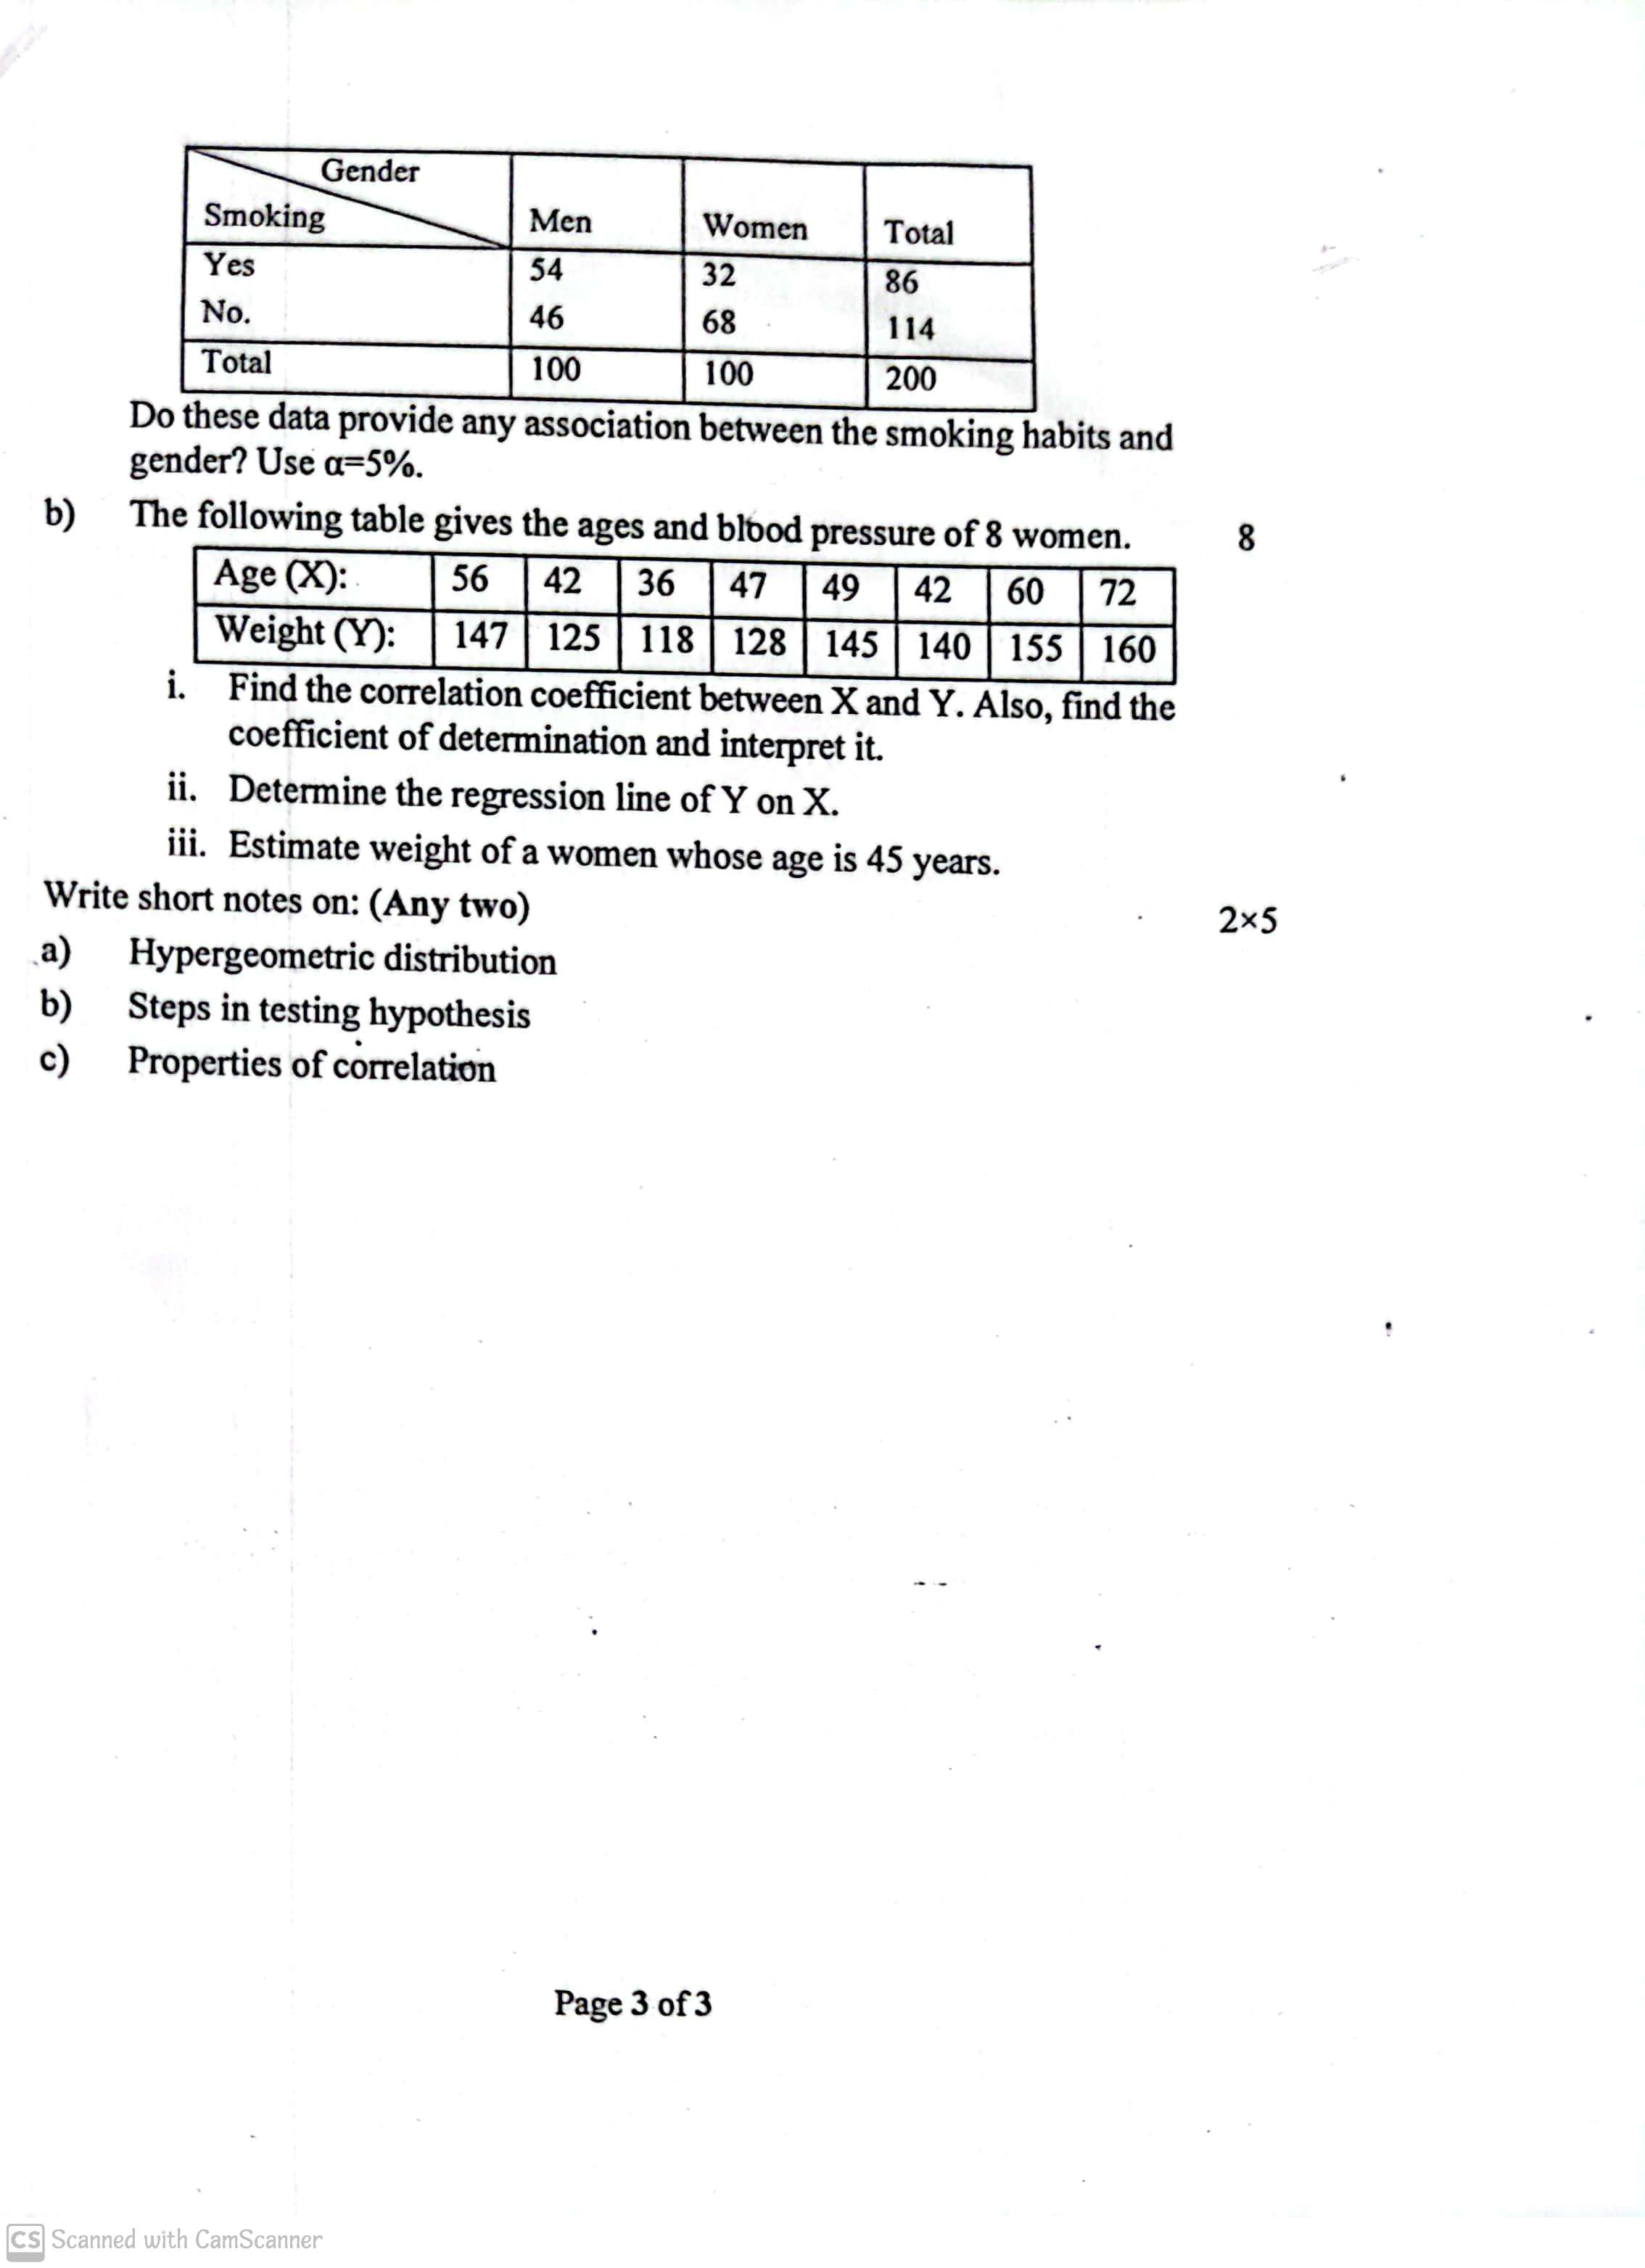 Gender
Smoking Men Women Total
Yes 54 32 86
No. 46 68 114
Total 100 100 200
Do these data provide any association between the smoking habits and
gender? Use α=5%.
b) The following table gives the ages and blood pressure of 8 women. 8
Age (X): 56 42 36 47 49 42 60 72
Weight (Y): 147 125 118 128 145 140 155 160
i. Find the correlation coefficient between X and Y. Also, find the
coefficient of determination and interpret it.
ii. Determine the regression line of Y on X.
iii. Estimate weight of a women whose age is 45 years.
Write short notes on: (Any two) 2×5
a) Hypergeometric distribution
b) Steps in testing hypothesis
c) Properties of correlation
Page 3 of 3
CS Scanned with CamScanner